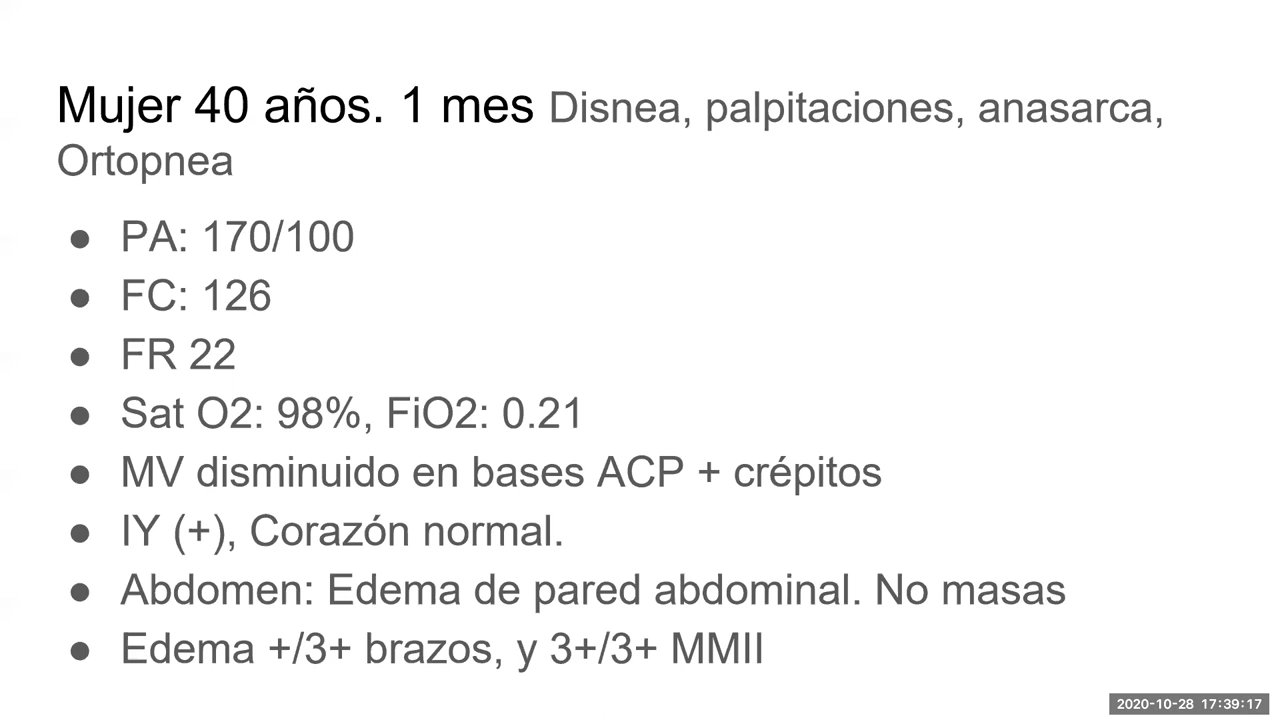 Mujer 40 años. 1 mes Disnea, palpitaciones, anasarca,
Ortopnea
● PA: 170/100
● FC: 126
● FR 22
● Sat O2: 98%, FiO2: 0.21
● MV disminuido en bases ACP + crépitos
● IY (+), Corazón normal.
● Abdomen: Edema de pared abdominal. No masas
● Edema +/3+ brazos, y 3+/3+ MMII
2020-10-28 17:39:17